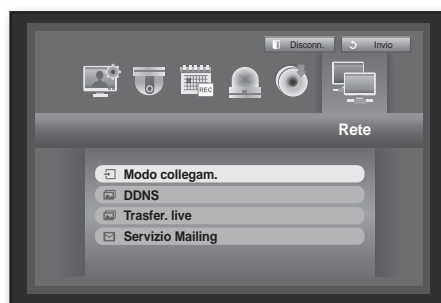 Disconn. Invio
REC
Rete
Modo collegam.
DDNS
Trasfer. live
Servizio Mailing